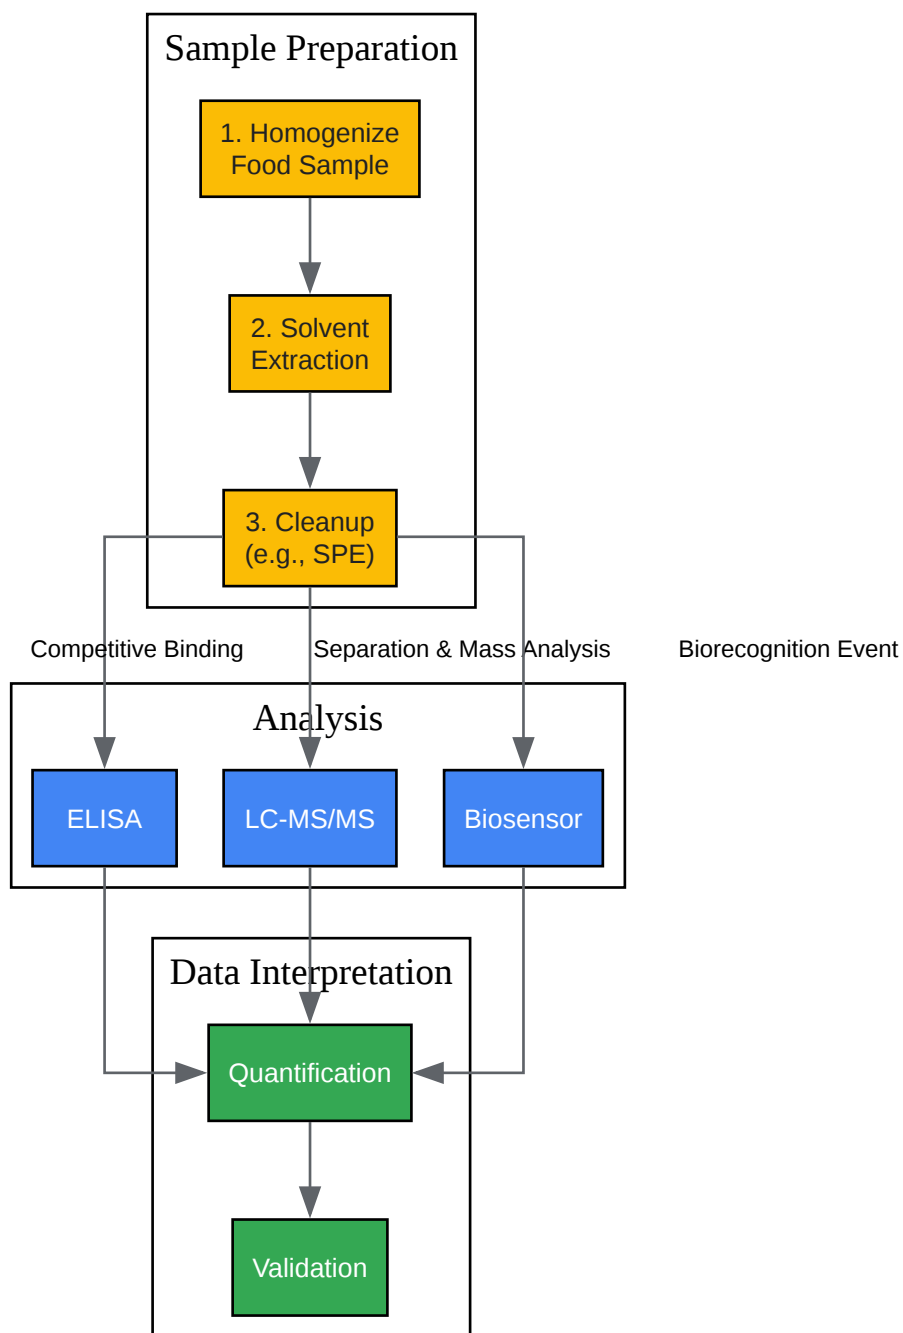 Sample Preparation
1. Homogenize
Food Sample
2. Solvent
Extraction
3. Cleanup
(e.g., SPE)
Competitive Binding
Separation & Mass Analysis
Biorecognition Event
Analysis
ELISA
LC-MS/MS
Biosensor
Data Interpretation
Quantification
Validation